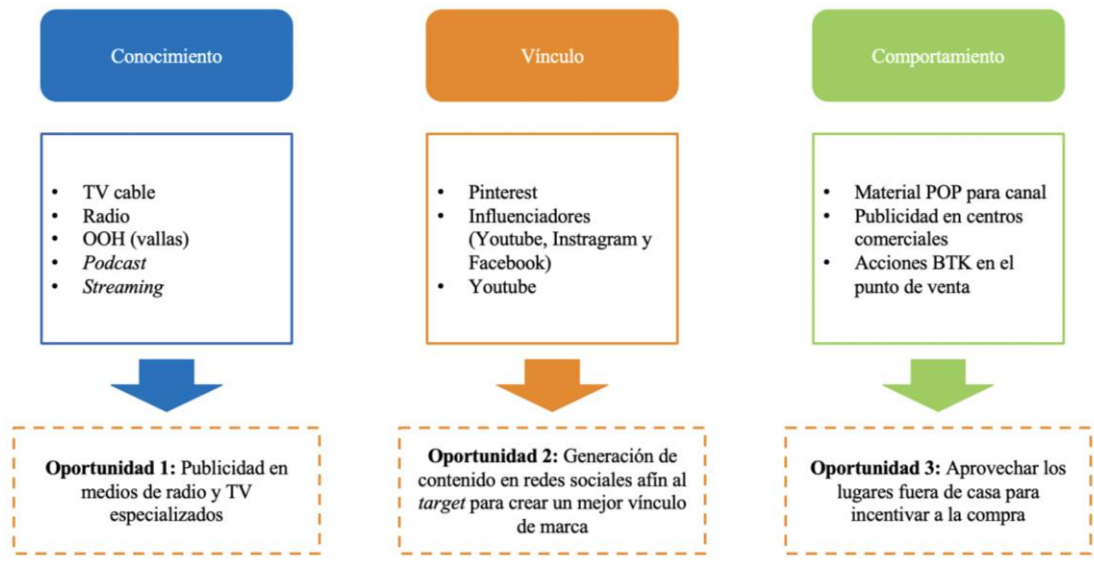 Conocimiento
Vínculo
Comportamiento
• TV cable
• Radio
• OOH (vallas)
• Podcast
• Streaming
• Pinterest
• Influenciadores
(Youtube, Instragram y
Facebook)
• Youtube
• Material POP para canal
• Publicidad en centros
comerciales
• Acciones BTK en el
punto de venta
Oportunidad 1: Publicidad en
medios de radio y TV
especializados
Oportunidad 2: Generación de
contenido en redes sociales afín al
target para crear un mejor vínculo
de marca
Oportunidad 3: Aprovechar los
lugares fuera de casa para
incentivar a la compra